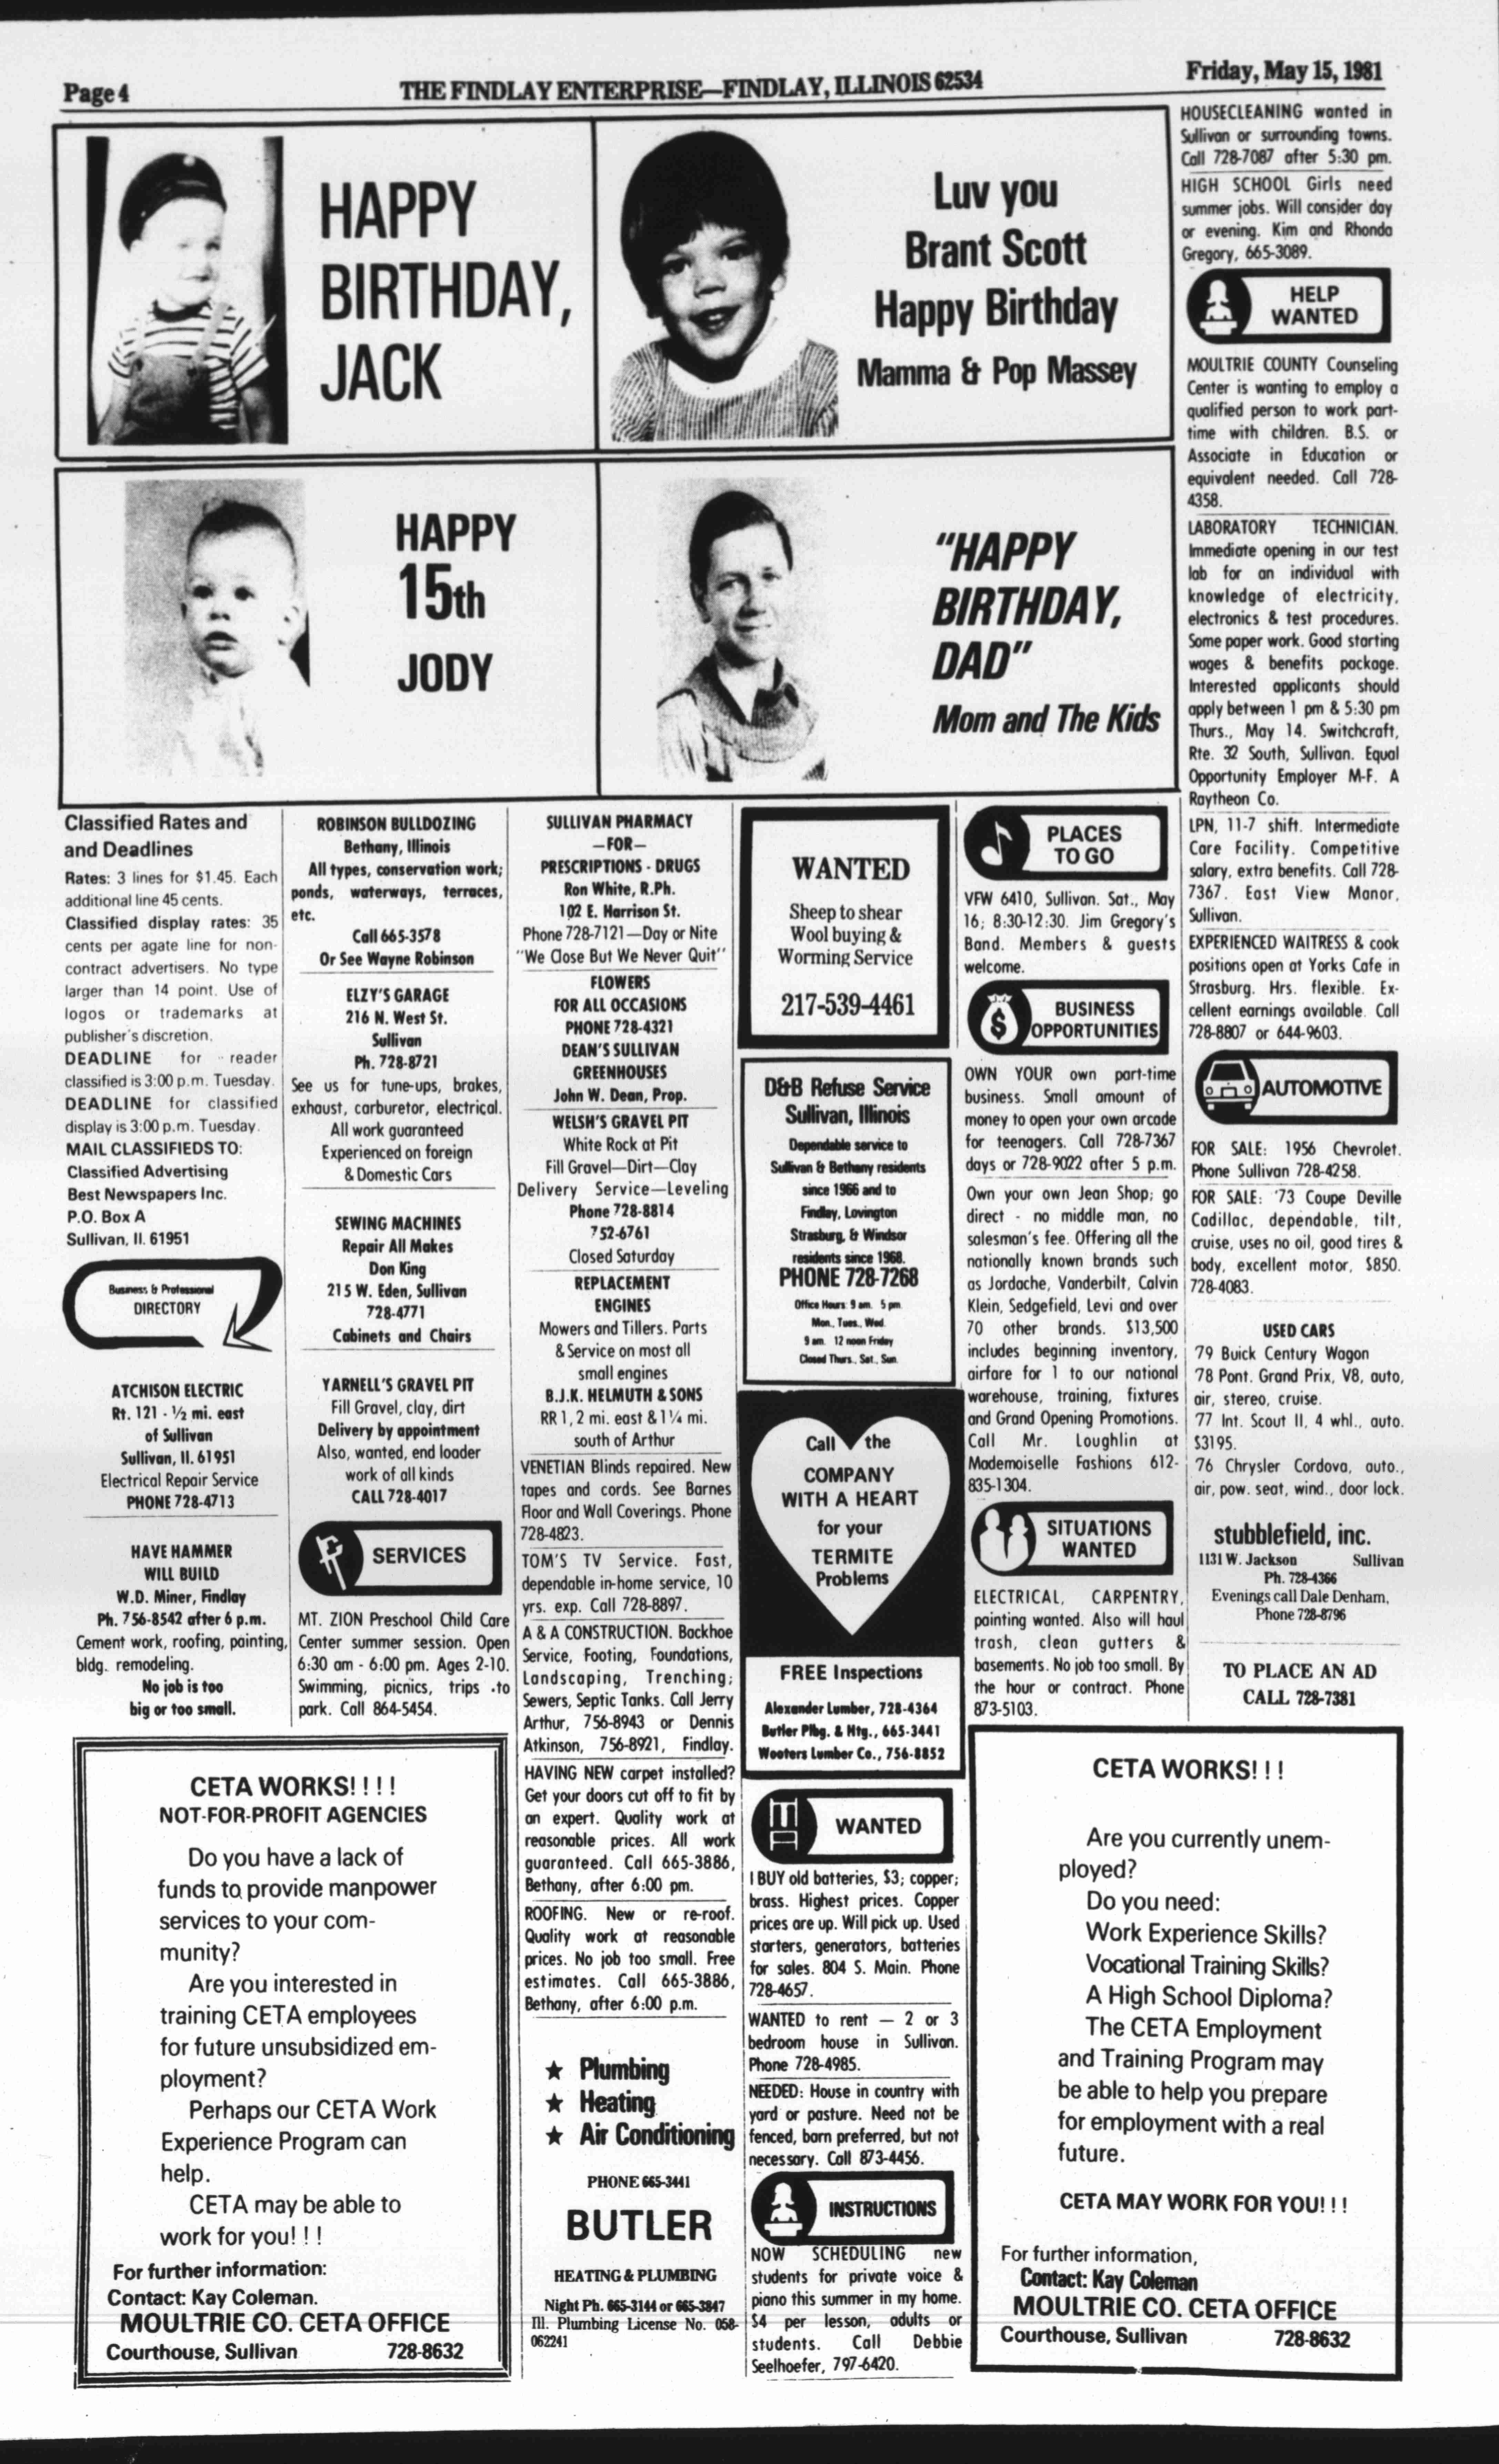 Page 4
THE FINDLAY ENTERPRISE—FINDLAY, ILLINOIS 62534
Friday, May 15, 1981
HAPPY
BIRTHDAY,
JACK
Luv you
Brant Scott
Happy Birthday
Mamma & Pop Massey
HAPPY
15th
JODY
"HAPPY
BIRTHDAY,
DAD"
Mom and The Kids
Classified Rates and
and Deadlines
Rates: 3 lines for $1.45. Each
additional line 45 cents.
Classified display rates: 35
cents per agate line for non-
contract advertisers. No type
larger than 14 point. Use of
logos or trademarks at
publisher's discretion.
DEADLINE for reader
classified is 3:00 p.m. Tuesday.
DEADLINE for classified
display is 3:00 p.m. Tuesday.
MAIL CLASSIFIEDS TO:
Classified Advertising
Best Newspapers Inc.
P.O. Box A
Sullivan, Il. 61951
Business & Professional
DIRECTORY
ATCHISON ELECTRIC
Rt. 121 - ½ mi. east
of Sullivan
Sullivan, Il. 61951
Electrical Repair Service
PHONE 728-4713
HAVE HAMMER
WILL BUILD
W.D. Miner, Findlay
Ph. 756-8542 after 6 p.m.
Cement work, roofing, painting,
bldg. remodeling.
No job is too
big or too small.
ROBINSON BULLDOZING
Bethany, Illinois
All types, conservation work;
ponds, waterways, terraces,
etc.
Call 665-3578
Or See Wayne Robinson
ELZY'S GARAGE
216 N. West St.
Sullivan
Ph. 728-8721
See us for tune-ups, brakes,
exhaust, carburetor, electrical.
All work guaranteed
Experienced on foreign
& Domestic Cars
SEWING MACHINES
Repair All Makes
Don King
215 W. Eden, Sullivan
728-4771
Cabinets and Chairs
YARNELL'S GRAVEL PIT
Fill Gravel, clay, dirt
Delivery by appointment
Also, wanted, end loader
work of all kinds
CALL 728-4017
SERVICES
MT. ZION Preschool Child Care
Center summer session. Open
6:30 am - 6:00 pm. Ages 2-10.
Swimming, picnics, trips to
park. Call 864-5454.
SULLIVAN PHARMACY
—FOR—
PRESCRIPTIONS - DRUGS
Ron White, R.Ph.
102 E. Harrison St.
Phone 728-7121—Day or Nite
"We Close But We Never Quit"
FLOWERS
FOR ALL OCCASIONS
PHONE 728-4321
DEAN'S SULLIVAN
GREENHOUSES
John W. Dean, Prop.
WELSH'S GRAVEL PIT
White Rock at Pit
Fill Gravel—Dirt—Clay
Delivery Service—Leveling
Phone 728-8814
752-6761
Closed Saturday
REPLACEMENT
ENGINES
Mowers and Tillers. Parts
& Service on most all
small engines
B.J.K. HELMUTH & SONS
RR 1, 2 mi. east & 1¼ mi.
south of Arthur
VENETIAN Blinds repaired. New
tapes and cords. See Barnes
Floor and Wall Coverings. Phone
728-4823.
TOM'S TV Service. Fast,
dependable in-home service, 10
yrs. exp. Call 728-8897.
A & A CONSTRUCTION. Backhoe
Service, Footing, Foundations,
Landscaping, Trenching;
Sewers, Septic Tanks. Call Jerry
Arthur, 756-8943 or Dennis
Atkinson, 756-8921, Findlay.
HAVING NEW carpet installed?
Get your doors cut off to fit by
an expert. Quality work at
reasonable prices. All work
guaranteed. Call 665-3886,
Bethany, after 6:00 pm.
ROOFING. New or re-roof.
Quality work at reasonable
prices. No job too small. Free
estimates. Call 665-3886,
Bethany, after 6:00 p.m.
★ Plumbing
★ Heating
★ Air Conditioning
PHONE 665-3441
BUTLER
HEATING & PLUMBING
Night Ph. 665-3144 or 665-3847
Ill. Plumbing License No. 058-
062241
WANTED
Sheep to shear
Wool buying &
Worming Service
217-539-4461
D&B Refuse Service
Sullivan, Illinois
Dependable service to
Sullivan & Bethany residents
since 1966 and to
Findlay, Lovington
Strasburg, & Windsor
residents since 1968.
PHONE 728-7268
Office Hours: 9 am. 5 pm.
Mon., Tues., Wed.
9 am. 12 noon Friday
Closed Thurs., Sat., Sun.
Call the
COMPANY
WITH A HEART
for your
TERMITE
Problems
FREE Inspections
Alexander Lumber, 728-4364
Butler Plbg. & Htg., 665-3441
Wooters Lumber Co., 756-8852
WANTED
I BUY old batteries, $3; copper;
brass. Highest prices. Copper
prices are up. Will pick up. Used
starters, generators, batteries
for sales. 804 S. Main. Phone
728-4657.
WANTED to rent — 2 or 3
bedroom house in Sullivan.
Phone 728-4985.
NEEDED: House in country with
yard or pasture. Need not be
fenced, barn preferred, but not
necessary. Call 873-4456.
INSTRUCTIONS
NOW SCHEDULING new
students for private voice &
piano this summer in my home.
$4 per lesson, adults or
students. Call Debbie
Seelhoefer, 797-6420.
PLACES
TO GO
VFW 6410, Sullivan. Sat., May
16; 8:30-12:30. Jim Gregory's
Band. Members & guests
welcome.
BUSINESS
OPPORTUNITIES
OWN YOUR own part-time
business. Small amount of
money to open your own arcade
for teenagers. Call 728-7367
days or 728-9022 after 5 p.m.
Own your own Jean Shop; go
direct - no middle man, no
salesman's fee. Offering all the
nationally known brands such
as Jordache, Vanderbilt, Calvin
Klein, Sedgefield, Levi and over
70 other brands. $13,500
includes beginning inventory,
airfare for 1 to our national
warehouse, training, fixtures
and Grand Opening Promotions.
Call Mr. Loughlin at
Mademoiselle Fashions 612-
835-1304.
SITUATIONS
WANTED
ELECTRICAL, CARPENTRY,
painting wanted. Also will haul
trash, clean gutters &
basements. No job too small. By
the hour or contract. Phone
873-5103.
HOUSECLEANING wanted in
Sullivan or surrounding towns.
Call 728-7087 after 5:30 pm.
HIGH SCHOOL Girls need
summer jobs. Will consider day
or evening. Kim and Rhonda
Gregory, 665-3089.
HELP
WANTED
MOULTRIE COUNTY Counseling
Center is wanting to employ a
qualified person to work part-
time with children. B.S. or
Associate in Education or
equivalent needed. Call 728-
4358.
LABORATORY TECHNICIAN.
Immediate opening in our test
lab for an individual with
knowledge of electricity,
electronics & test procedures.
Some paper work. Good starting
wages & benefits package.
Interested applicants should
apply between 1 pm & 5:30 pm
Thurs., May 14. Switchcraft,
Rte. 32 South, Sullivan. Equal
Opportunity Employer M-F. A
Raytheon Co.
LPN, 11-7 shift. Intermediate
Care Facility. Competitive
salary, extra benefits. Call 728-
7367. East View Manor,
Sullivan.
EXPERIENCED WAITRESS & cook
positions open at Yorks Cafe in
Strasburg. Hrs. flexible. Ex-
cellent earnings available. Call
728-8807 or 644-9603.
AUTOMOTIVE
FOR SALE: 1956 Chevrolet.
Phone Sullivan 728-4258.
FOR SALE: '73 Coupe Deville
Cadillac, dependable, tilt,
cruise, uses no oil, good tires &
body, excellent motor, $850.
728-4083.
USED CARS
79 Buick Century Wagon
'78 Pont. Grand Prix, V8, auto,
air, stereo, cruise.
'77 Int. Scout II, 4 whl., auto.
$3195.
'76 Chrysler Cordova, auto.,
air, pow. seat, wind., door lock.
stubblefield, inc.
1131 W. Jackson Sullivan
Ph. 728-4366
Evenings call Dale Denham,
Phone 728-8796
TO PLACE AN AD
CALL 728-7381
CETA WORKS! ! ! !
NOT-FOR-PROFIT AGENCIES
Do you have a lack of
funds to provide manpower
services to your com-
munity?
Are you interested in
training CETA employees
for future unsubsidized em-
ployment?
Perhaps our CETA Work
Experience Program can
help.
CETA may be able to
work for you! ! !
For further information:
Contact: Kay Coleman.
MOULTRIE CO. CETA OFFICE
Courthouse, Sullivan 728-8632
CETA WORKS! ! !
Are you currently unem-
ployed?
Do you need:
Work Experience Skills?
Vocational Training Skills?
A High School Diploma?
The CETA Employment
and Training Program may
be able to help you prepare
for employment with a real
future.
CETA MAY WORK FOR YOU! ! !
For further information,
Contact: Kay Coleman
MOULTRIE CO. CETA OFFICE
Courthouse, Sullivan 728-8632